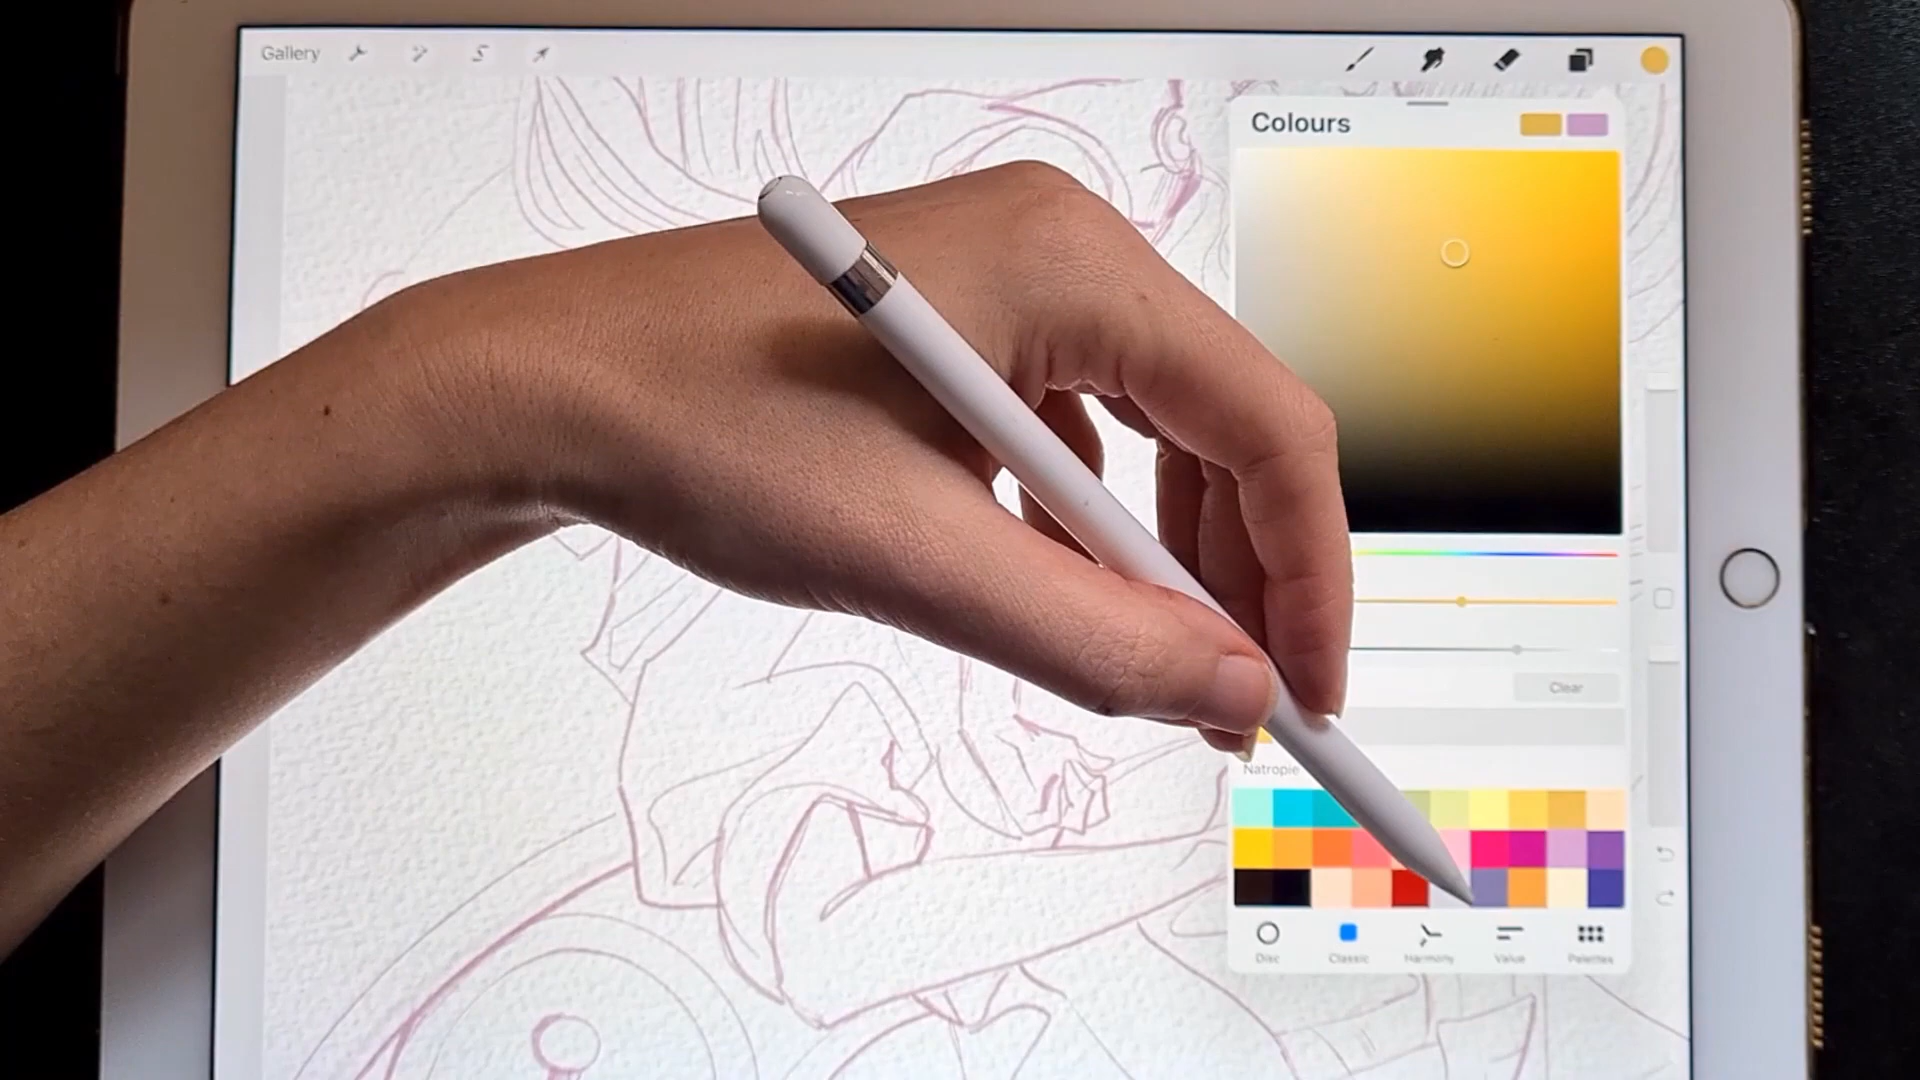 Gallery
Colours
Clear
Natropie
Disc
Classic
Harmony
Value
Palettes